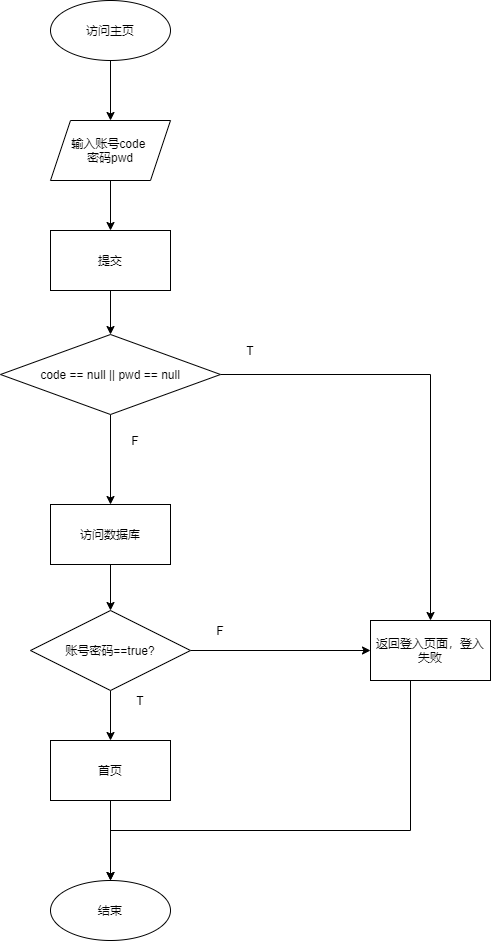 访问主页
输入账号code
密码pwd
提交
T
code == null || pwd == null
F
访问数据库
F
账号密码==true?
返回登入页面，登入
失败
T
首页
结束